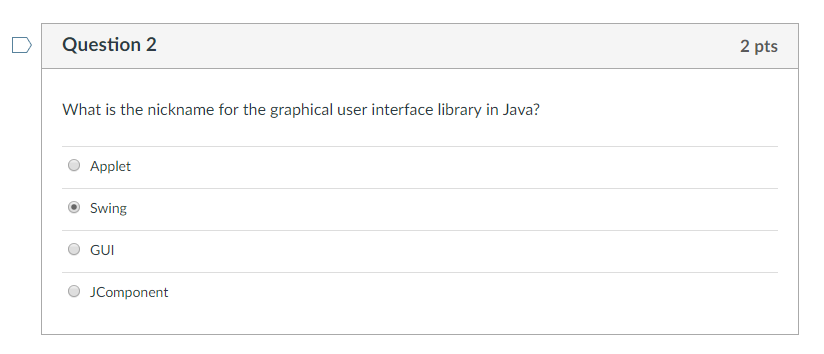 Question 2
2 pts
What is the nickname for the graphical user interface library in Java?
Applet
Swing
GUI
JComponent